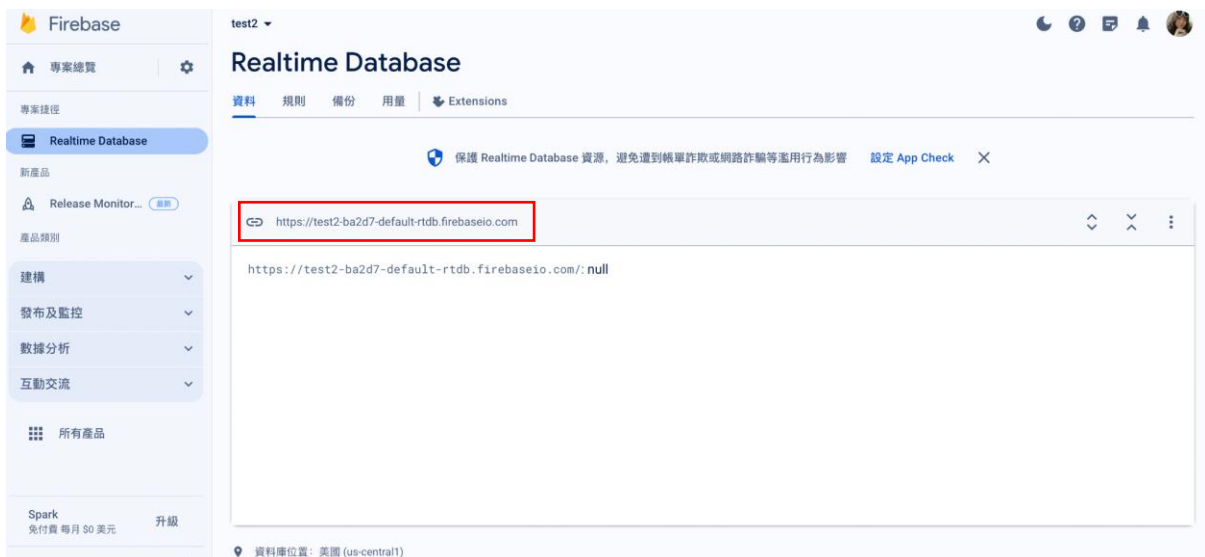 Firebase
專案總覽
專案捷徑
Realtime Database
新產品
Release Monitor... 最新
產品類別
建構
發布及監控
數據分析
互動交流
所有產品
Spark
免付費 每月 $0 美元
升級
test2
Realtime Database
資料 規則 備份 用量 Extensions
保護 Realtime Database 資源，避免遭到帳單詐欺或網路詐騙等濫用行為影響 設定 App Check
https://test2-ba2d7-default-rtdb.firebaseio.com
https://test2-ba2d7-default-rtdb.firebaseio.com/: null
資料庫位置：美國 (us-central1)